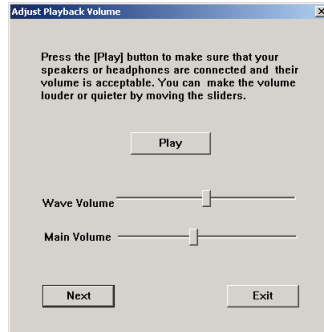 Adjust Playback Volume
Press the [Play] button to make sure that your
speakers or headphones are connected and their
volume is acceptable. You can make the volume
louder or quieter by moving the sliders.
Play
Wave Volume
Main Volume
Next
Exit